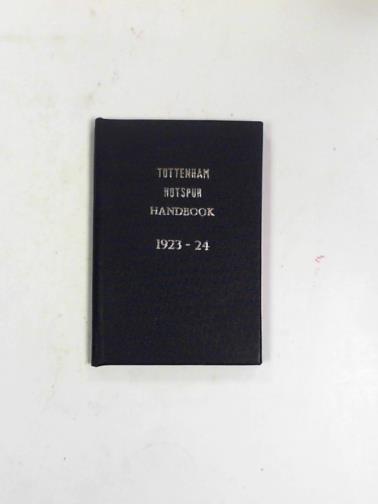 TOTTENHAM
HOTSPUR
HANDBOOK
1923 - 24